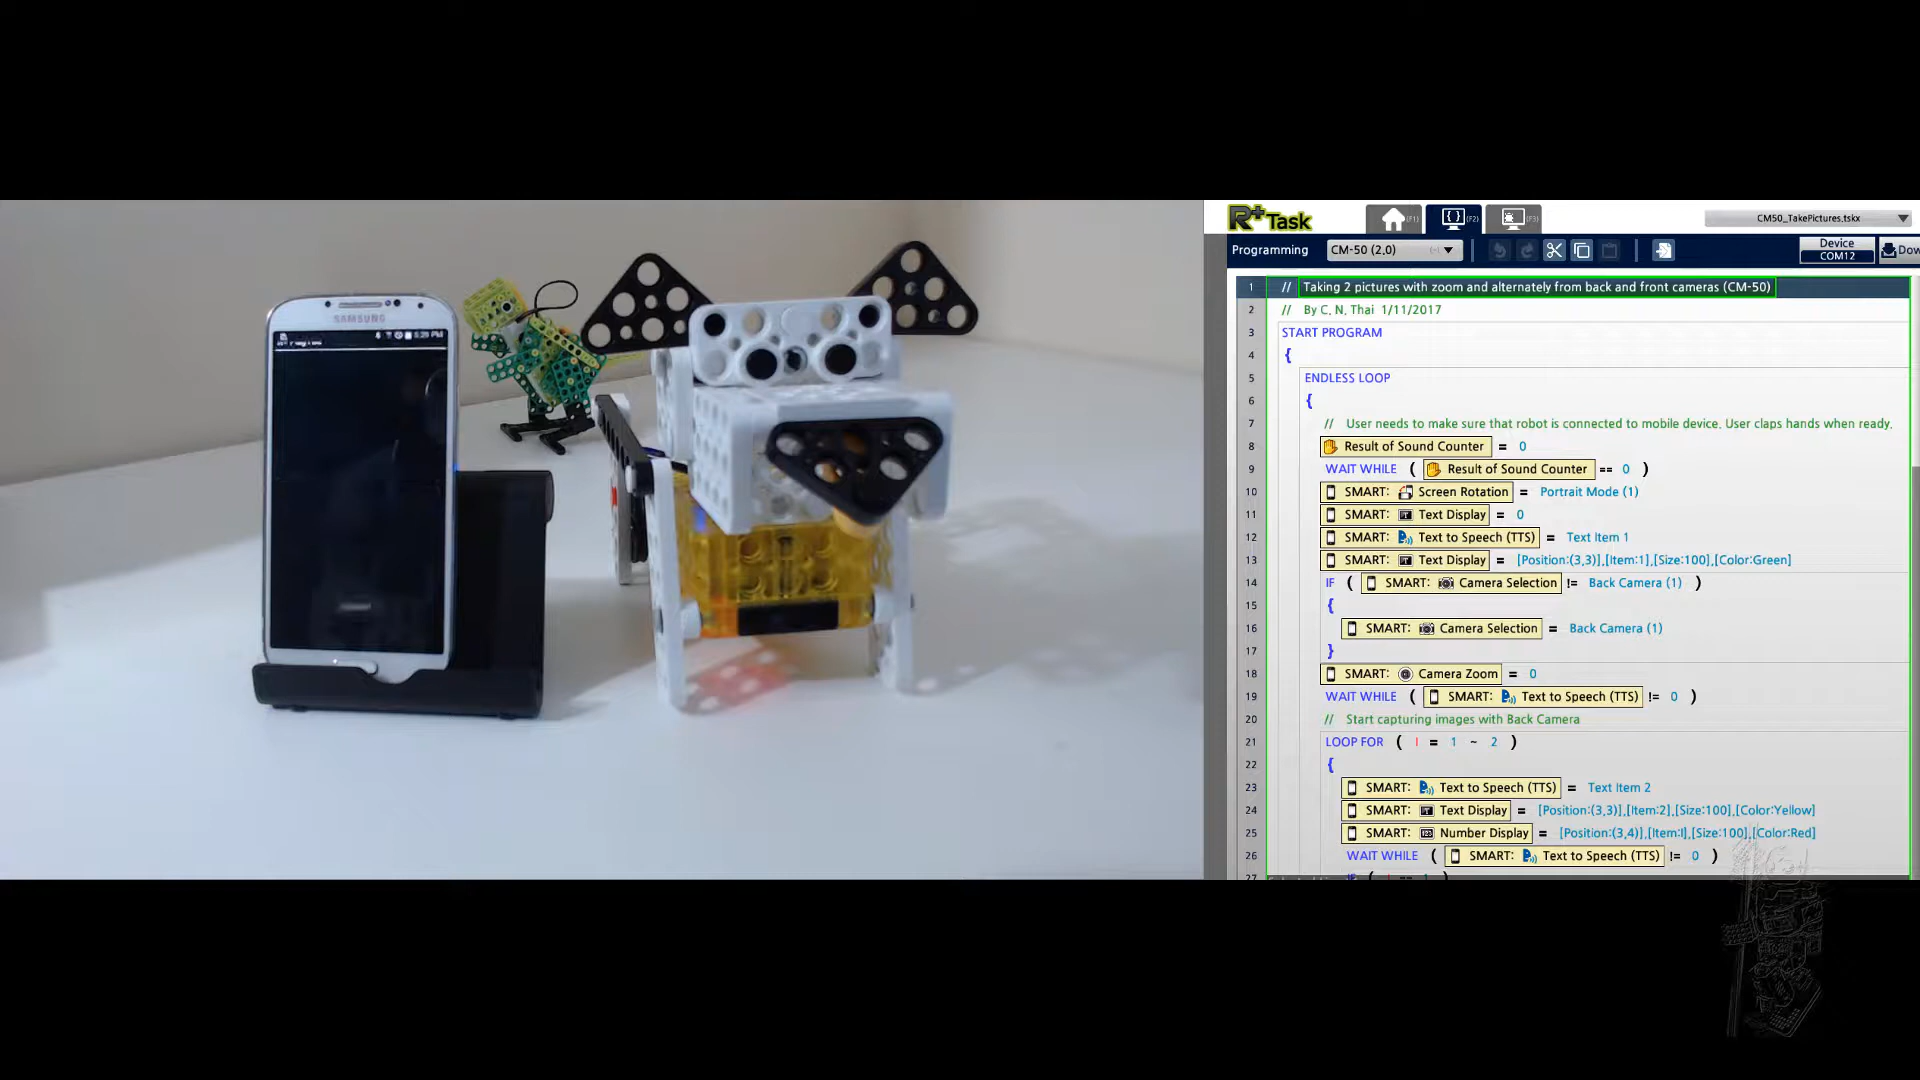 SAMSUNG
R+ Task
(F1)
(F2)
(F3)
CM50_TakePictures.tskx
Programming
CM-50 (2.0)
Device
COM12
Dow
1 // Taking 2 pictures with zoom and alternately from back and front cameras (CM-50)
2 // By C. N. Thai 1/11/2017
3 START PROGRAM
4 {
5 ENDLESS LOOP
6 {
7 // User needs to make sure that robot is connected to mobile device. User claps hands when ready.
8 Result of Sound Counter = 0
9 WAIT WHILE ( Result of Sound Counter == 0 )
10 SMART: Screen Rotation = Portrait Mode (1)
11 SMART: Text Display = 0
12 SMART: Text to Speech (TTS) = Text Item 1
13 SMART: Text Display = [Position:(3,3)],[Item:1],[Size:100],[Color:Green]
14 IF ( SMART: Camera Selection != Back Camera (1) )
15 {
16 SMART: Camera Selection = Back Camera (1)
17 }
18 SMART: Camera Zoom = 0
19 WAIT WHILE ( SMART: Text to Speech (TTS) != 0 )
20 // Start capturing images with Back Camera
21 LOOP FOR ( I = 1 ~ 2 )
22 {
23 SMART: Text to Speech (TTS) = Text Item 2
24 SMART: Text Display = [Position:(3,3)],[Item:2],[Size:100],[Color:Yellow]
25 SMART: Number Display = [Position:(3,4)],[Item:I],[Size:100],[Color:Red]
26 WAIT WHILE ( SMART: Text to Speech (TTS) != 0 )